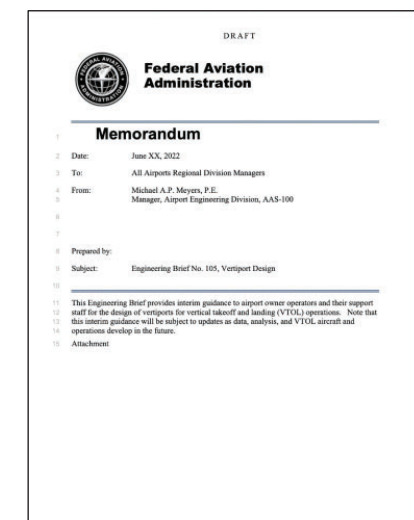 DRAFT
Federal Aviation
Administration
1 Memorandum
2 Date: June XX, 2022
3 To: All Airports Regional Division Managers
4 From: Michael A.P. Meyers, P.E.
5 Manager, Airport Engineering Division, AAS-100
6
7
8 Prepared by:
9 Subject: Engineering Brief No. 105, Vertiport Design
10
11 This Engineering Brief provides interim guidance to airport owner operators and their support
12 staff for the design of vertiports for vertical takeoff and landing (VTOL) operations. Note that
13 this interim guidance will be subject to updates as data, analysis, and VTOL aircraft and
14 operations develop in the future.
15 Attachment